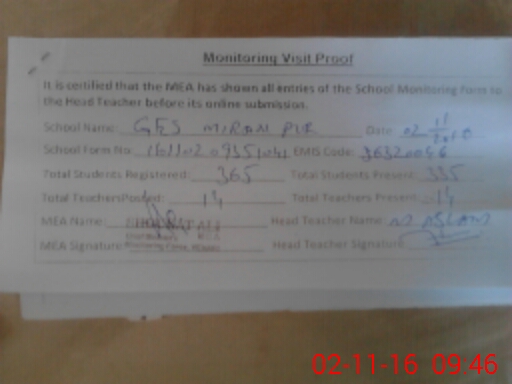 Monitoring Visit Proof
It is certified that the MEA has shown all entries of the School Monitoring Form to
the Head Teacher before its online submission.
School Name: GES MIRAN PUR Date 02
School Form No: EMIS Code: 36320046
Total Students Registered: 365 Total Students Present: 335
Total Teachers Posted: 14 Total Teachers Present: 14
MEA Name: Head Teacher Name: M ASLAM
MEA Signature: Head Teacher Signature
02-11-16 09:46